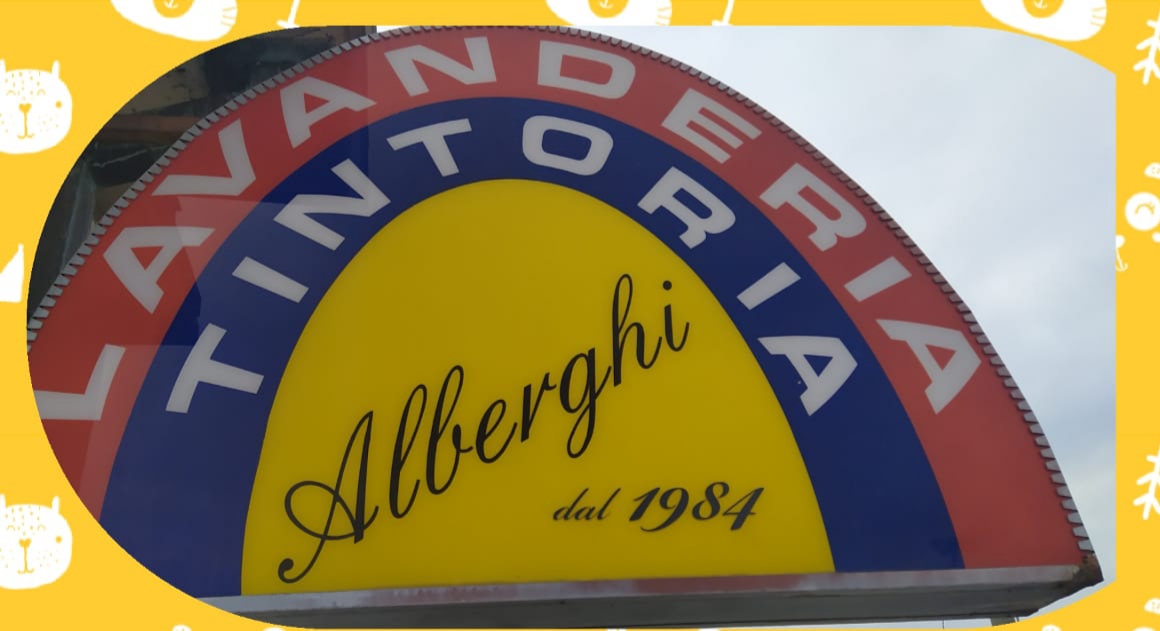 LAVANDERIA
TINTORIA
Alberghi
dal 1984